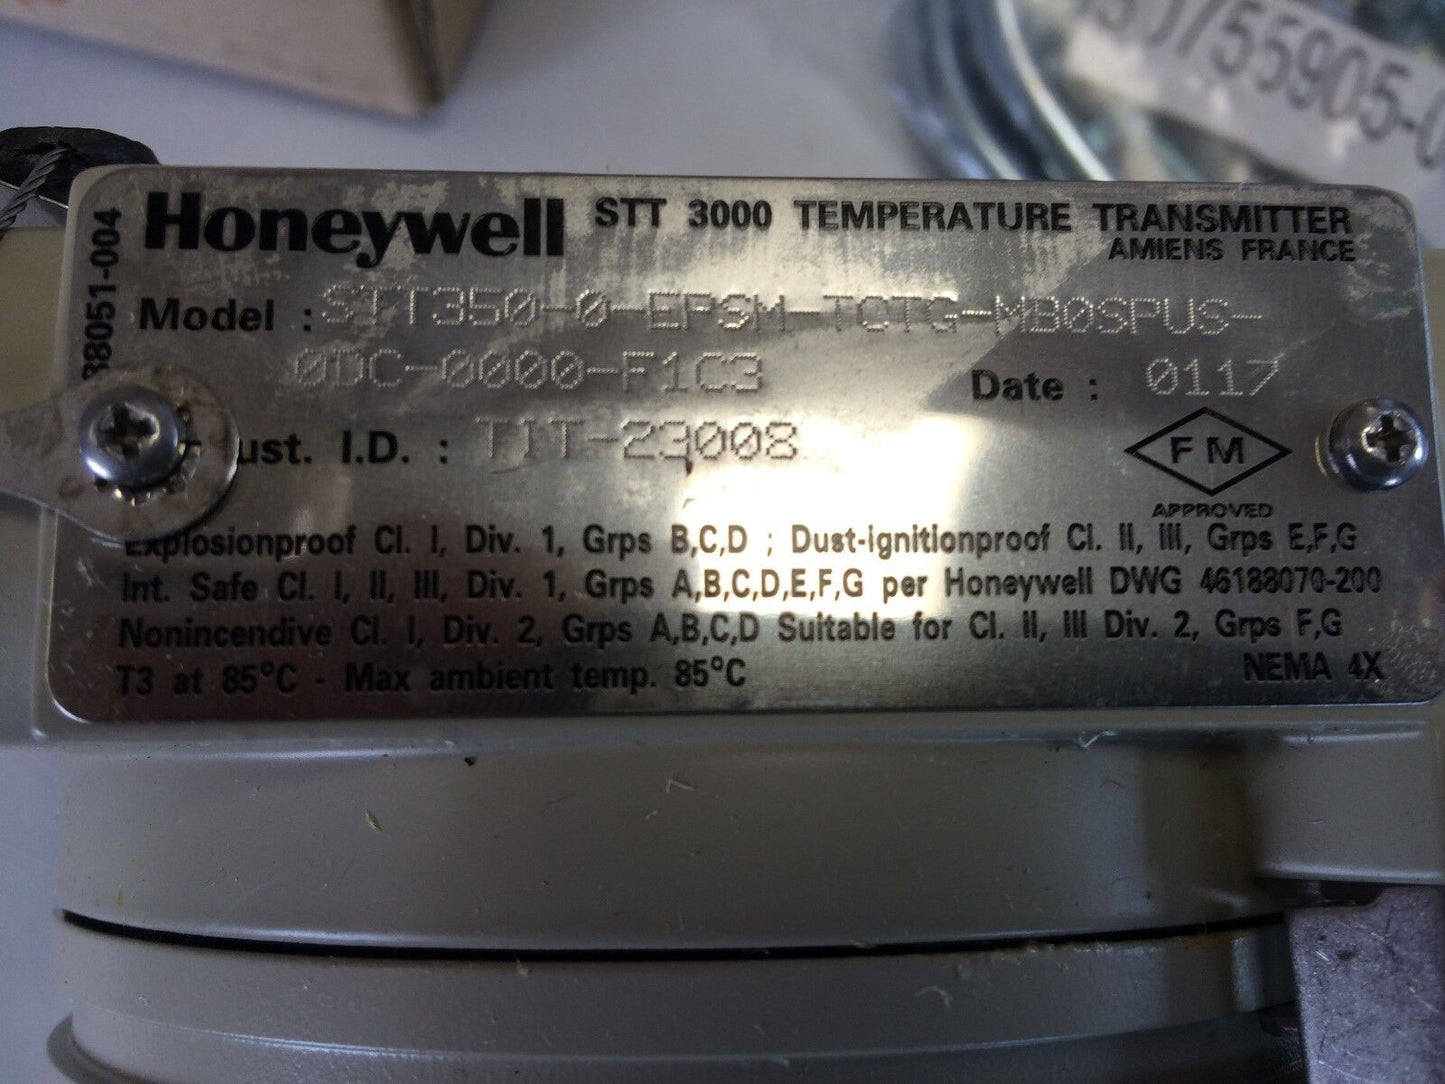 Honeywell STT 3000 TEMPERATURE TRANSMITTER
AMIENS FRANCE
Model : STT350-0-EPSM-TCTG-MB0SPUS-
0DC-0000-F1C3
Date : 0117
ust. I.D. : TIT-23008
FM
APPROVED
Explosionproof Cl. I, Div. 1, Grps B,C,D ; Dust-ignitionproof Cl. II, III, Grps E,F,G
Int. Safe Cl. I, II, III, Div. 1, Grps A,B,C,D,E,F,G per Honeywell DWG 46188070-200
Nonincendive Cl. I, Div. 2, Grps A,B,C,D Suitable for Cl. II, III Div. 2, Grps F,G
T3 at 85°C - Max ambient temp. 85°C
NEMA 4X
38051-004
0755905-0